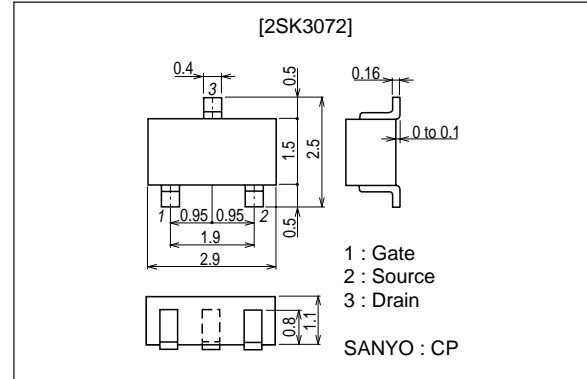 [2SK3072]
0.4
3
0.5
0.16
1.5
2.5
0 to 0.1
1
0.95
0.95
2
0.5
1.9
2.9
1 : Gate
2 : Source
3 : Drain
0.8
1.1
SANYO : CP